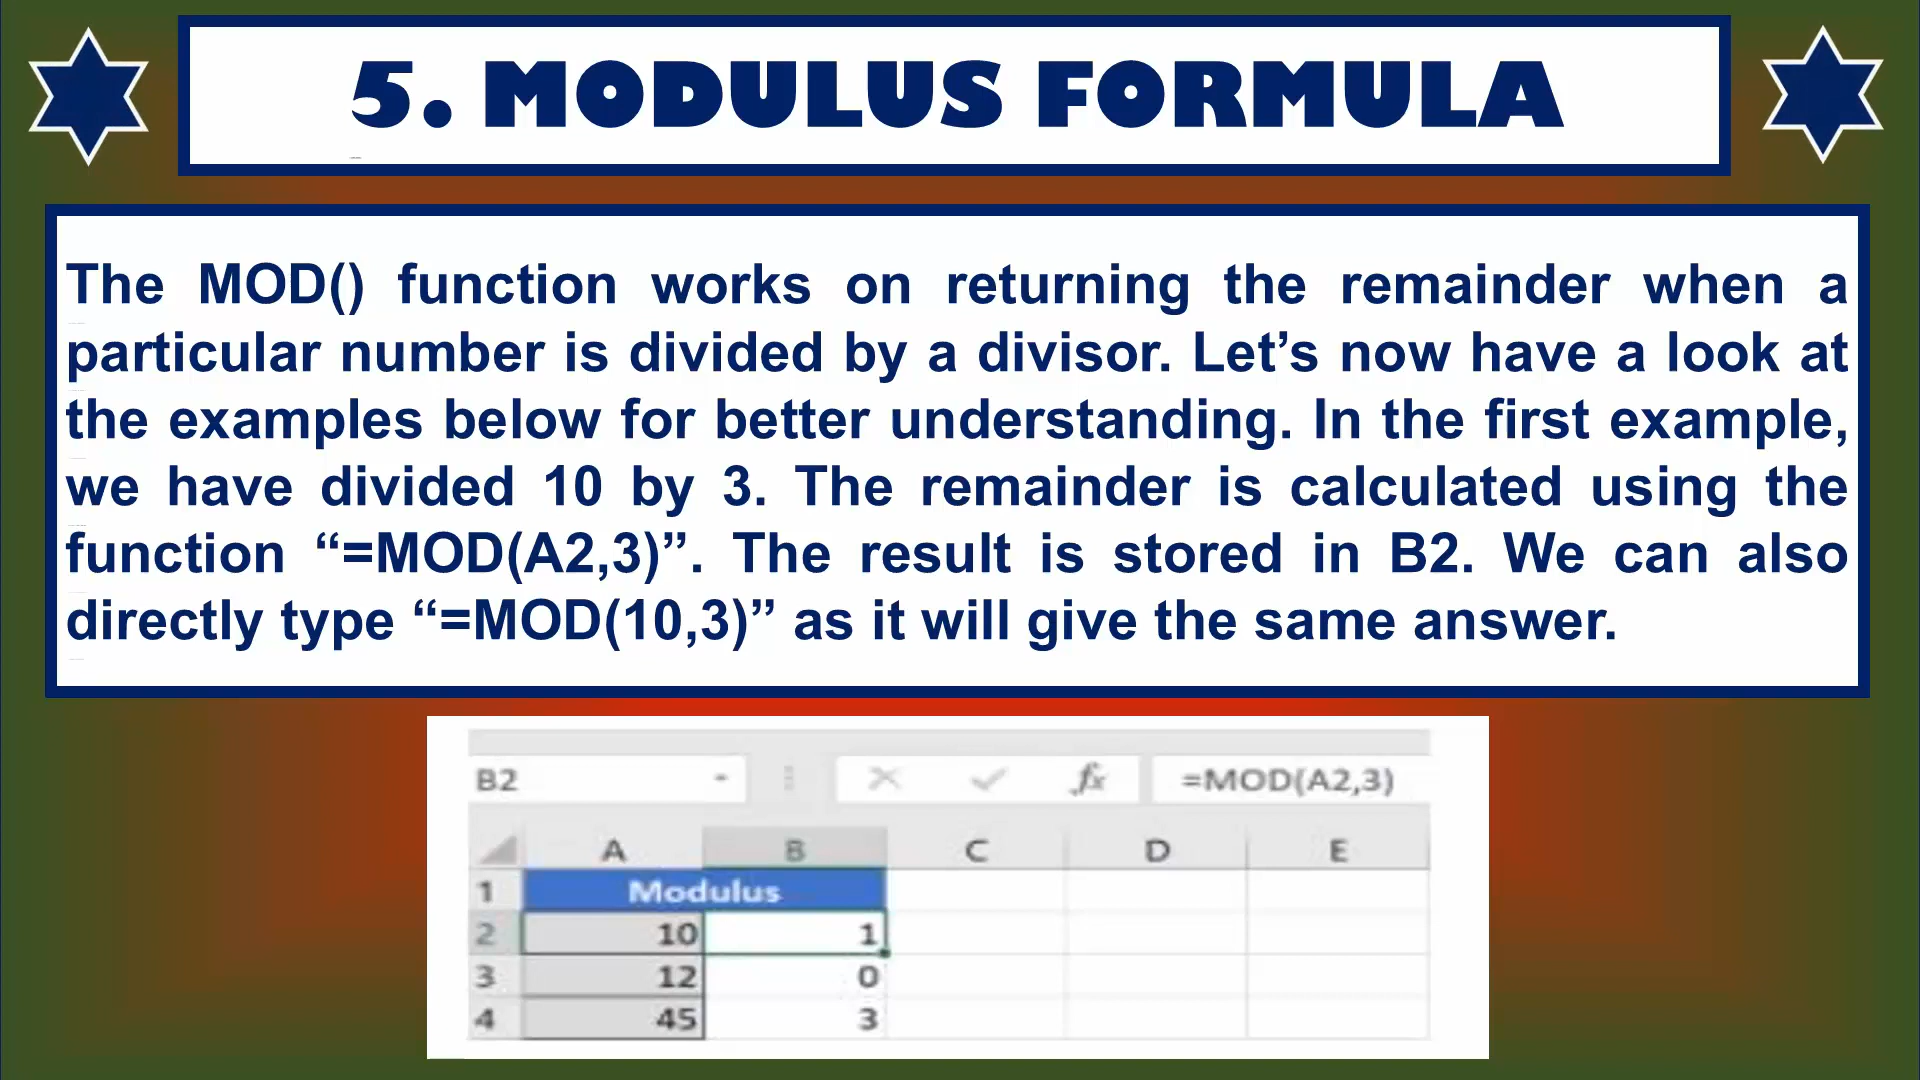 5. MODULUS FORMULA
The MOD() function works on returning the remainder when a
particular number is divided by a divisor. Let’s now have a look at
the examples below for better understanding. In the first example,
we have divided 10 by 3. The remainder is calculated using the
function “=MOD(A2,3)”. The result is stored in B2. We can also
directly type “=MOD(10,3)” as it will give the same answer.
B2 fx =MOD(A2,3)
A B C D E
1 Modulus
2 10 1
3 12 0
4 45 3